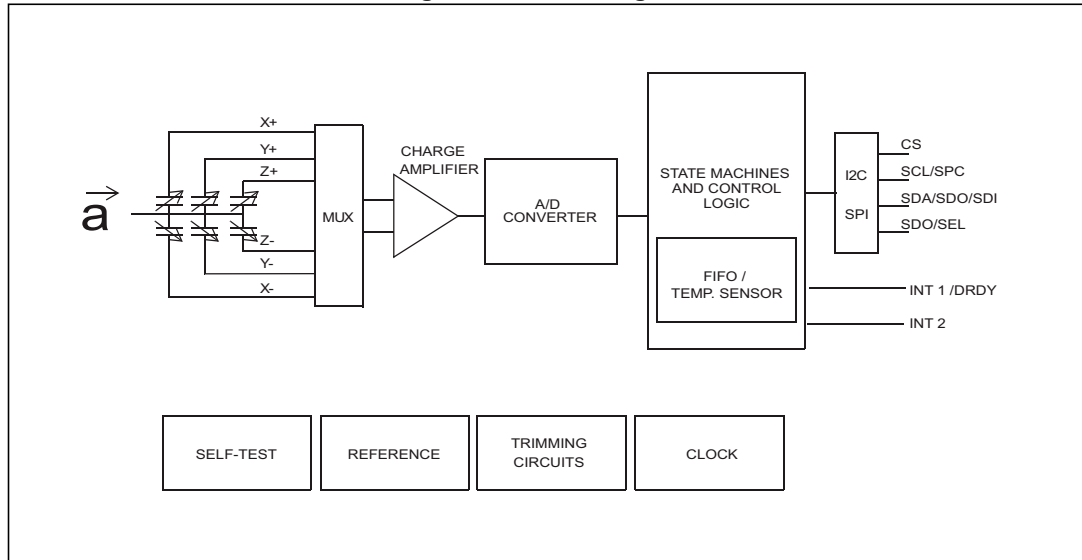 X+
Y+
Z+
a
Z-
Y-
X-
MUX
CHARGE
AMPLIFIER
A/D
CONVERTER
STATE MACHINES
AND CONTROL
LOGIC
FIFO /
TEMP. SENSOR
I2C
SPI
CS
SCL/SPC
SDA/SDO/SDI
SDO/SEL
INT 1 /DRDY
INT 2
SELF-TEST
REFERENCE
TRIMMING
CIRCUITS
CLOCK